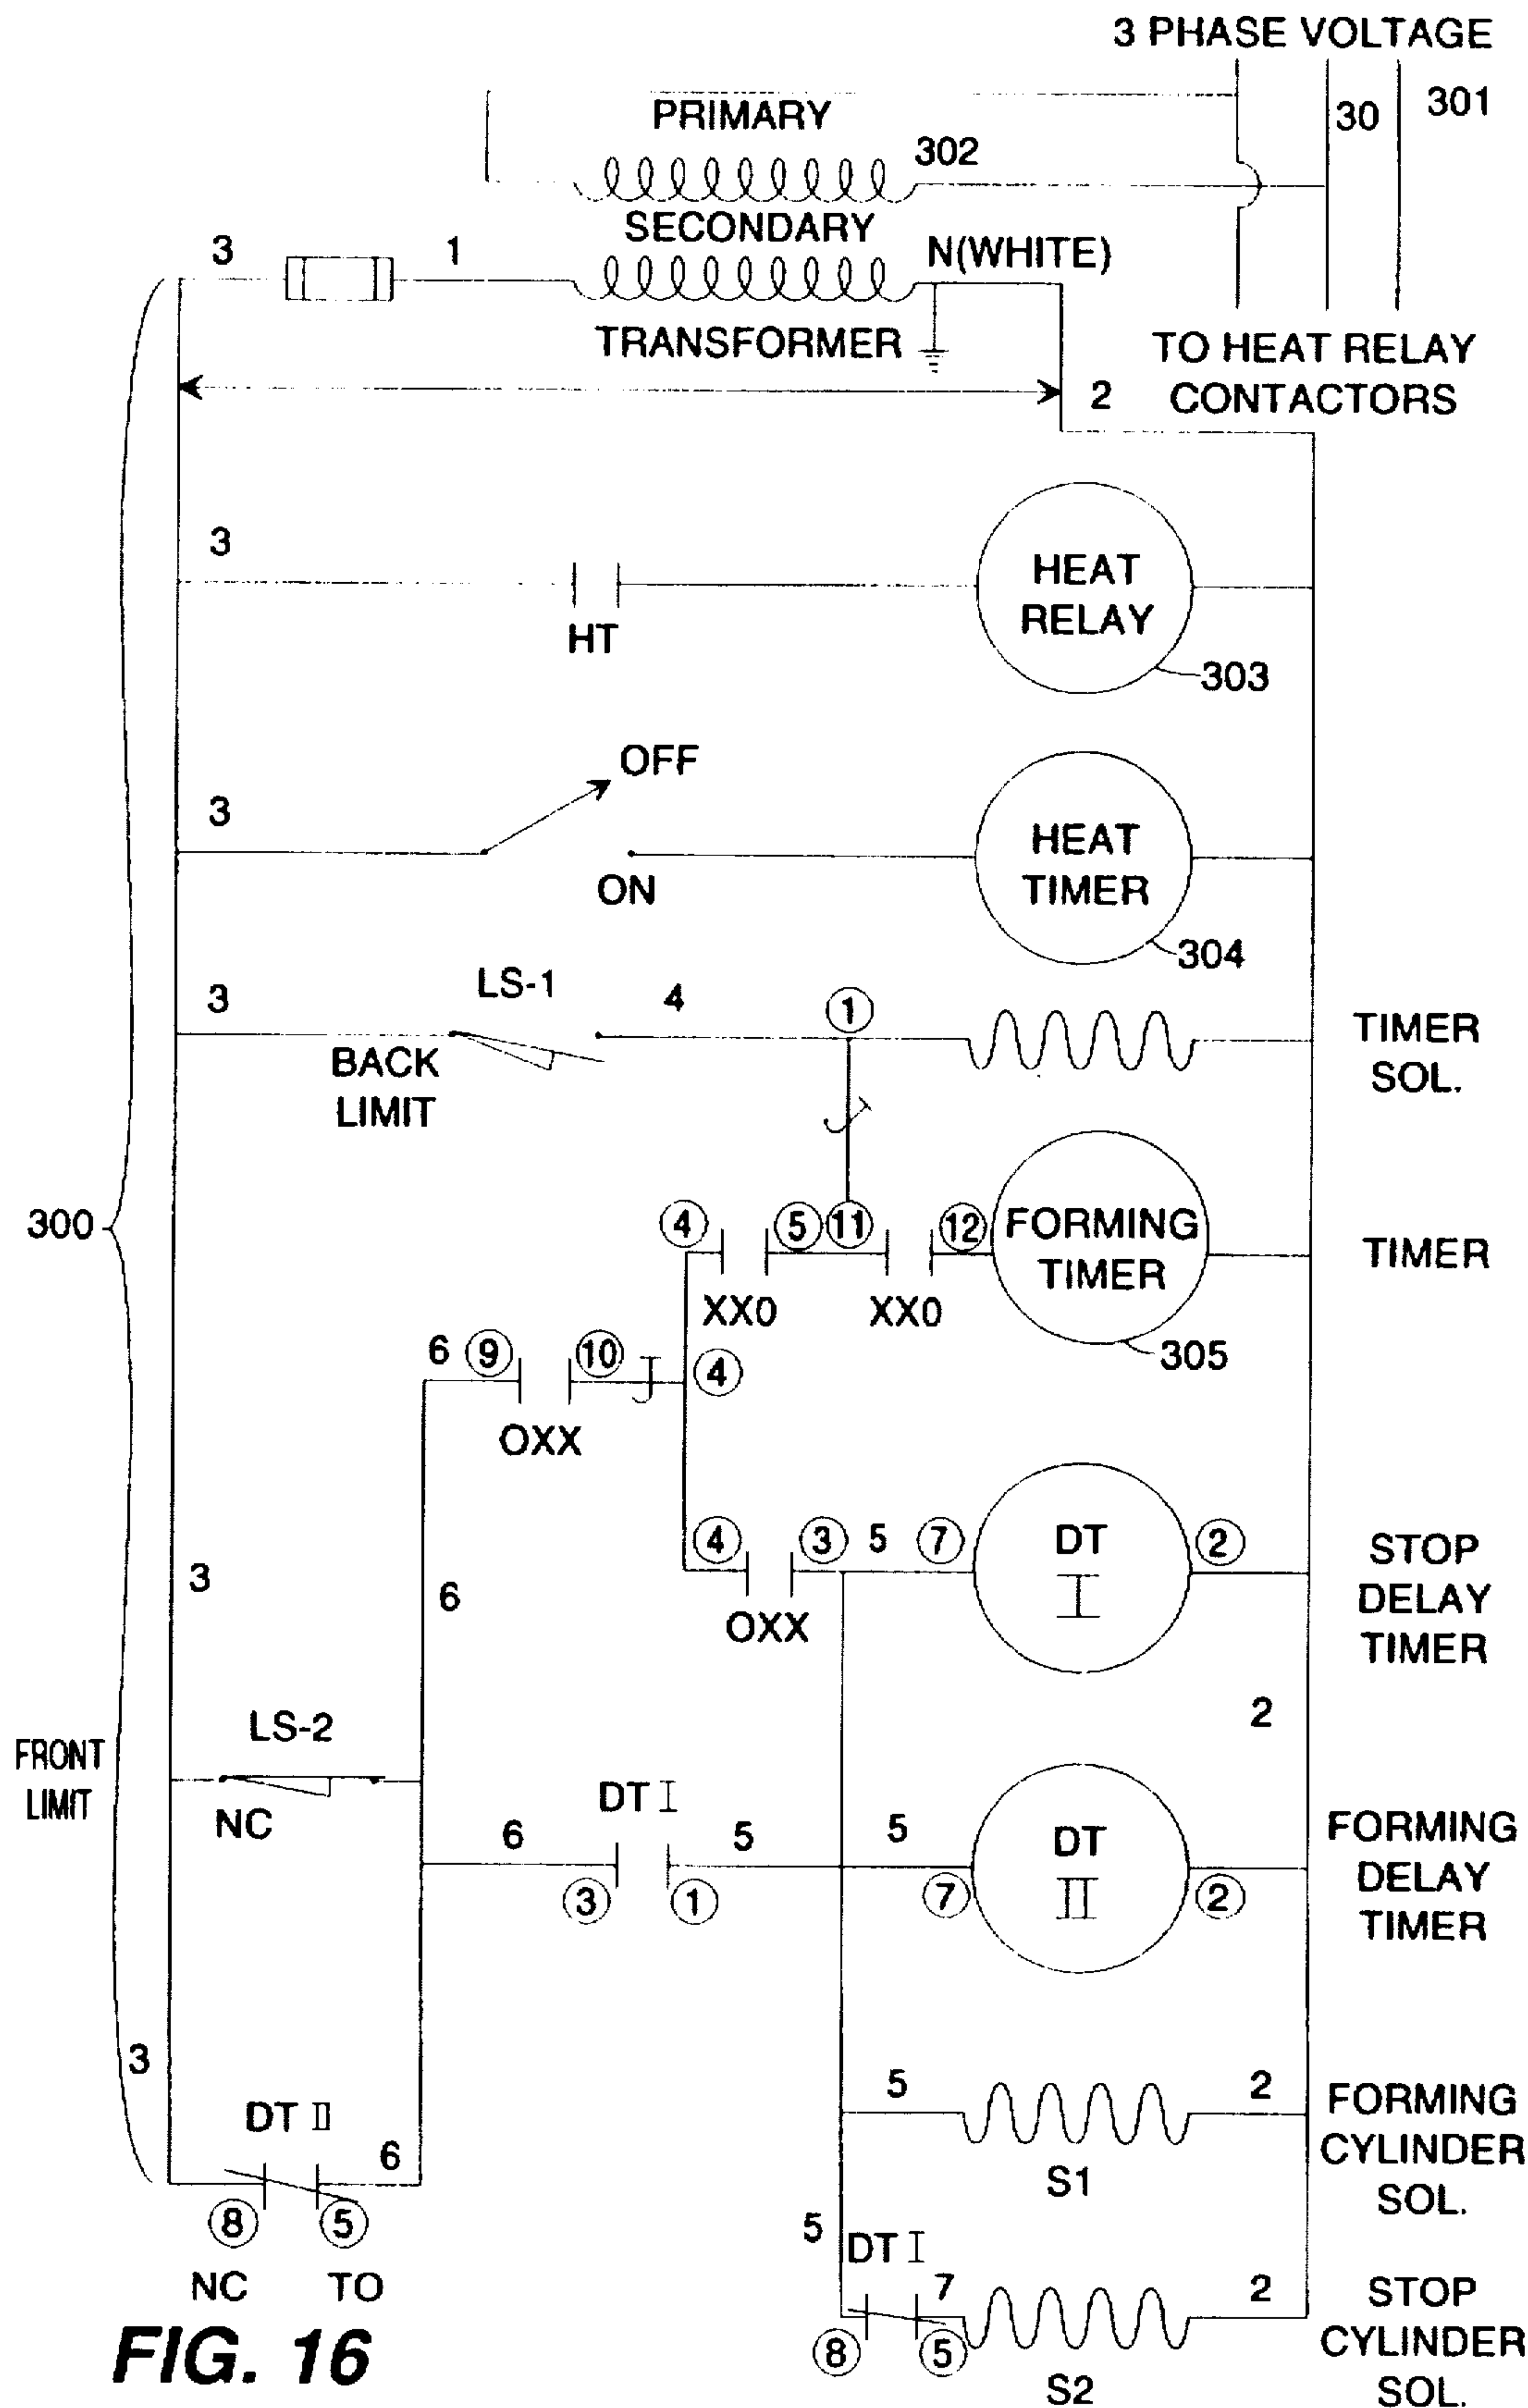 3 PHASE VOLTAGE
PRIMARY
30
301
302
SECONDARY
3
1
N(WHITE)
TRANSFORMER
TO HEAT RELAY
CONTACTORS
2
3
HT
HEAT
RELAY
303
OFF
3
ON
HEAT
TIMER
304
3
LS-1
4
1
BACK
LIMIT
TIMER
SOL.
300
4
5
11
12
FORMING
TIMER
TIMER
XX0
XX0
305
6
9
10
4
OXX
4
3
5
7
DT
I
2
STOP
DELAY
TIMER
OXX
3
6
2
LS-2
FRONT
LIMIT
NC
DT I
6
5
5
3
1
7
DT
II
2
FORMING
DELAY
TIMER
3
DT II
6
8
5
NC
TO
5
2
S1
FORMING
CYLINDER
SOL.
5
DT I
7
2
8
5
S2
STOP
CYLINDER
SOL.
FIG. 16